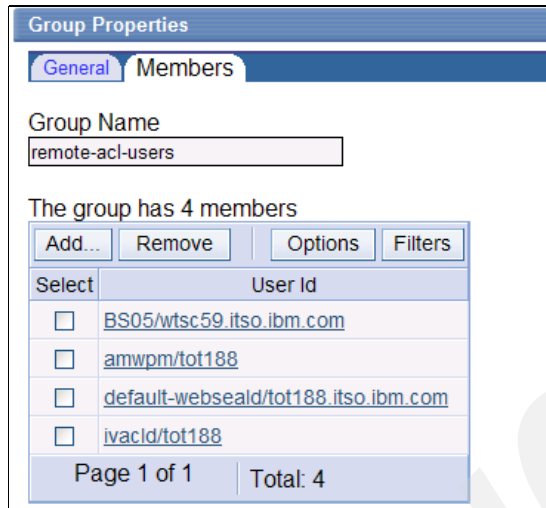 Group Properties
General Members
Group Name
remote-acl-users
The group has 4 members
Add... Remove Options Filters
Select User Id
BS05/wtsc59.itso.ibm.com
amwpm/tot188
default-webseald/tot188.itso.ibm.com
ivacld/tot188
Page 1 of 1 Total: 4